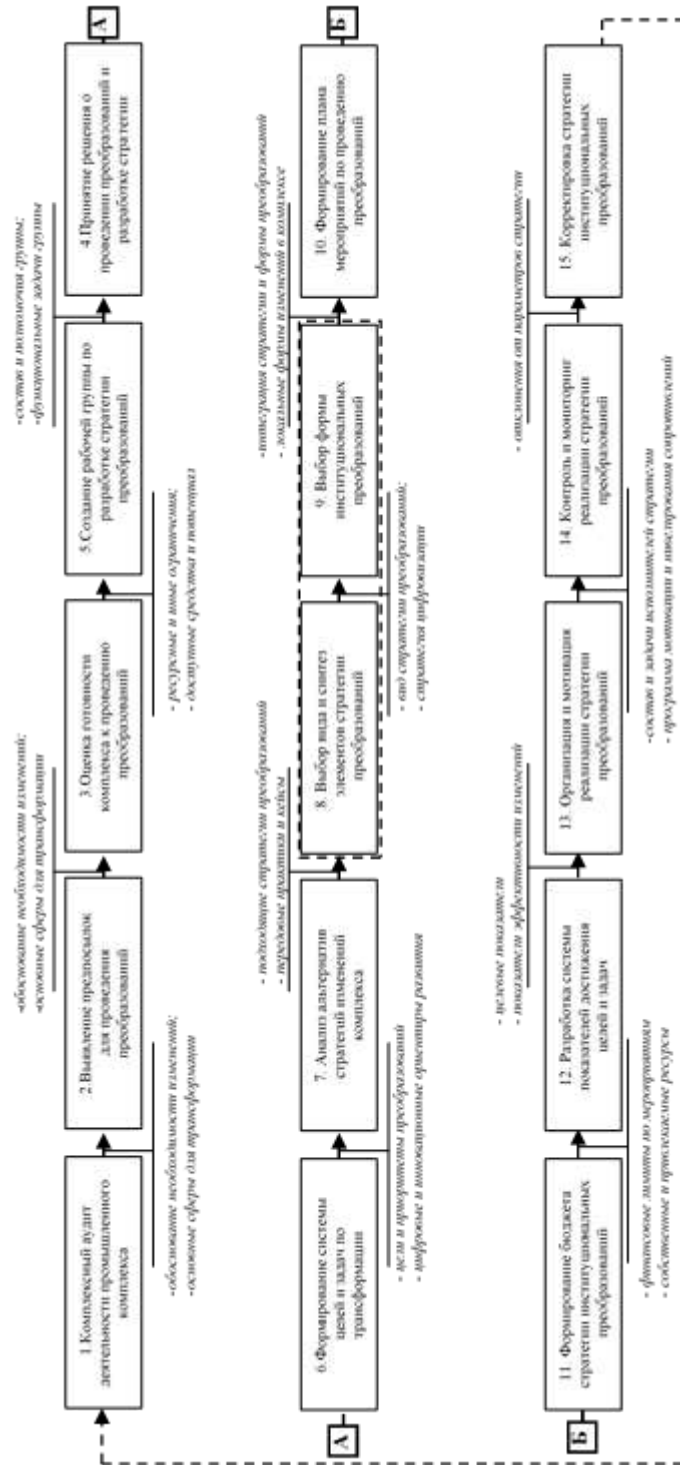 -обоснование необходимости изменений;
-основные сферы для трансформации
-состав и полномочия группы;
-функциональные задачи группы
1.Комплексный аудит
деятельности промышленного
комплекса
2.Выявление предпосылок
для проведения
преобразований
3.Оценка готовности
комплекса к проведению
преобразований
5.Создание рабочей группы по
разработке стратегии
преобразований
4.Принятие решения о
проведении преобразований и
разработке стратегии
А
-обоснование необходимости изменений;
-основные сферы для трансформации
- ресурсные и иные ограничения;
- доступные средства и потенциал
- подходящие стратегии преобразований
- передовые практики и кейсы
-интеграция стратегии и формы преобразований
- локальные формы изменений в комплексе
А
6.Формирование системы
целей и задач по
трансформации
7. Анализ альтернатив
стратегий изменений
комплекса
8. Выбор вида и синтез
элементов стратегии
преобразований
9. Выбор формы
институциональных
преобразований
10. Формирование плана
мероприятий по проведению
преобразований
Б
- цели и приоритеты преобразований
- цифровые и инновационные ориентиры развития
- вид стратегии преобразований;
- стратегия цифровизации
- целевые показатели
- показатели эффективности изменений
- отклонения от параметров стратегии
Б
11. Формирование бюджета
стратегии институциональных
преобразований
12. Разработка системы
показателей достижения
целей и задач
13. Организация и мотивация
реализации стратегии
преобразований
14. Контроль и мониторинг
реализации стратегии
преобразований
15. Корректировка стратегии
институциональных
преобразований
- финансовые лимиты по мероприятиям
- собственные и привлекаемые ресурсы
-состав и задачи исполнителей стратегии
- программа мотивации и нивелирования сопротивлений